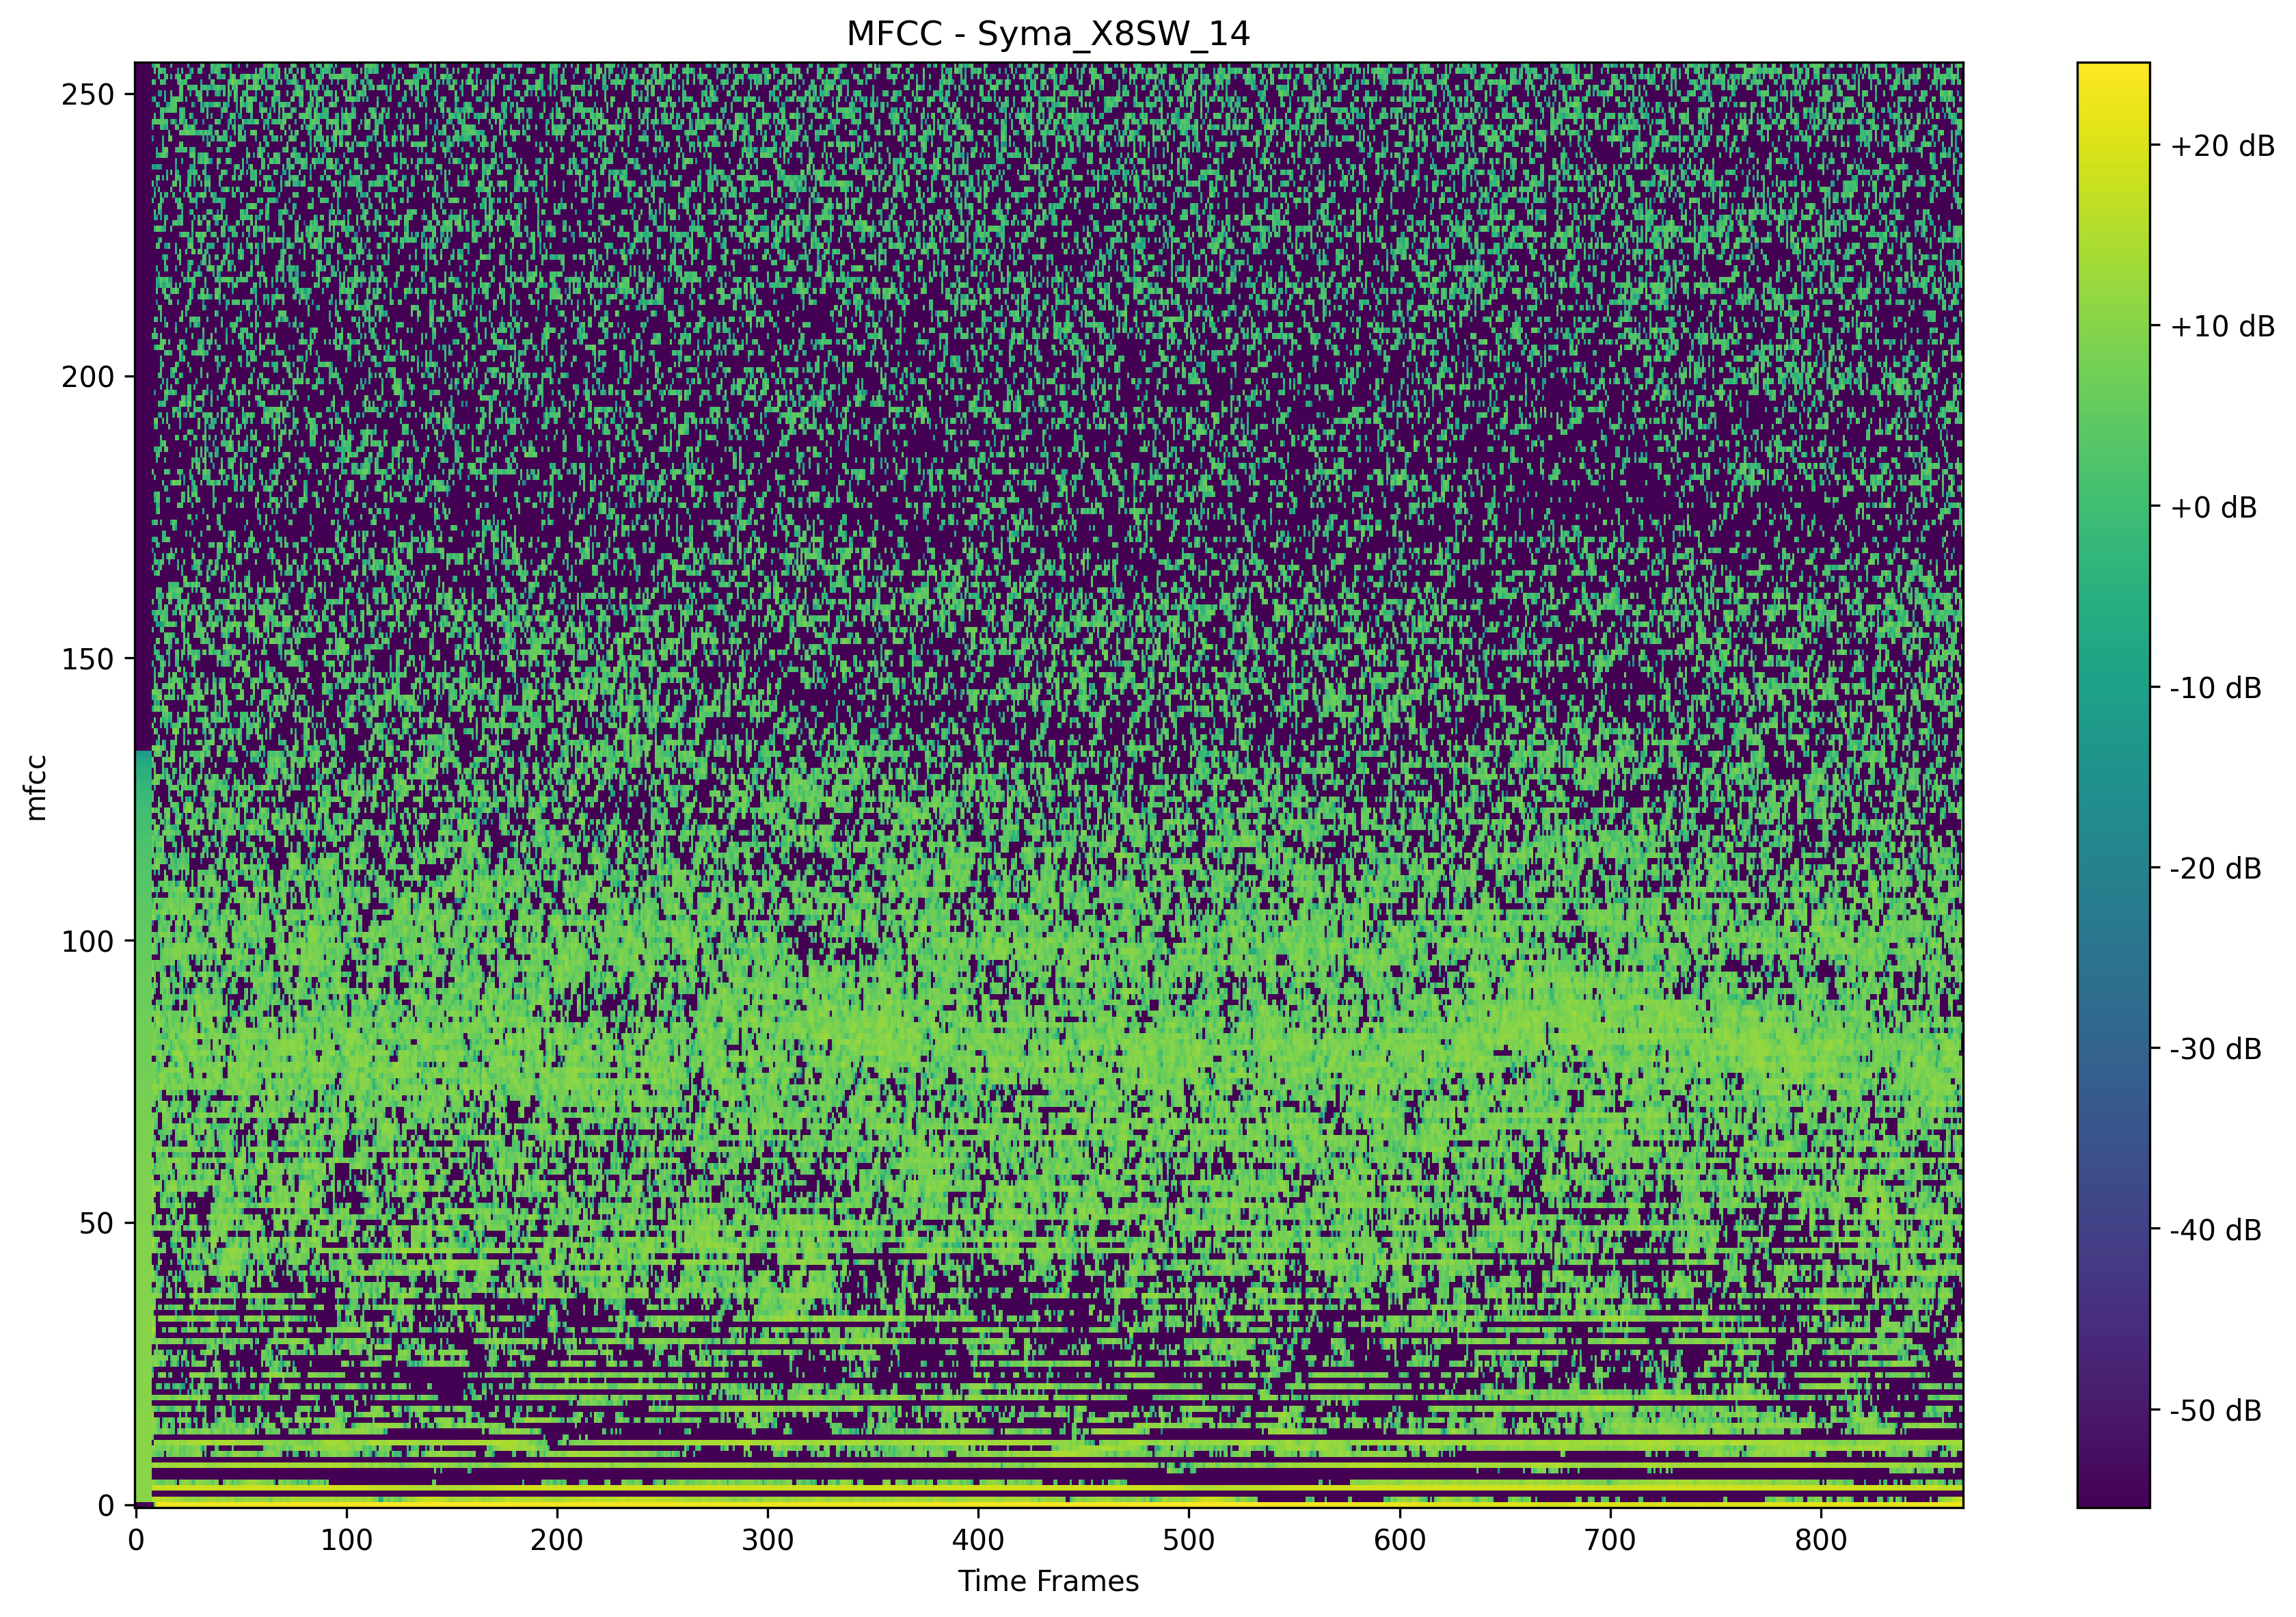 MFCC - Syma_X8SW_14
250
200
150
100
50
0
mfcc
0 100 200 300 400 500 600 700 800
Time Frames
+20 dB
+10 dB
+0 dB
-10 dB
-20 dB
-30 dB
-40 dB
-50 dB